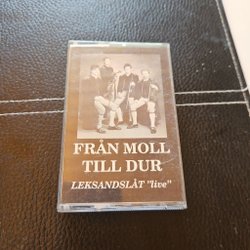 FRÅN MOLL
TILL DUR
LEKSANDSLÅT "live"